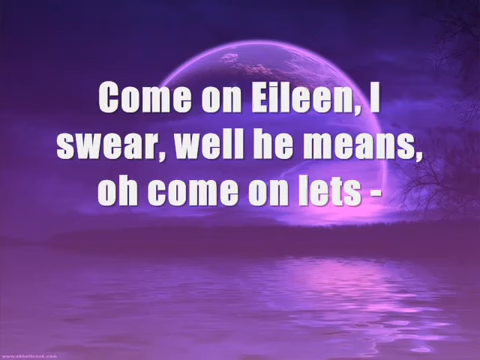 Come on Eileen, I
swear, well he means,
oh come on lets -